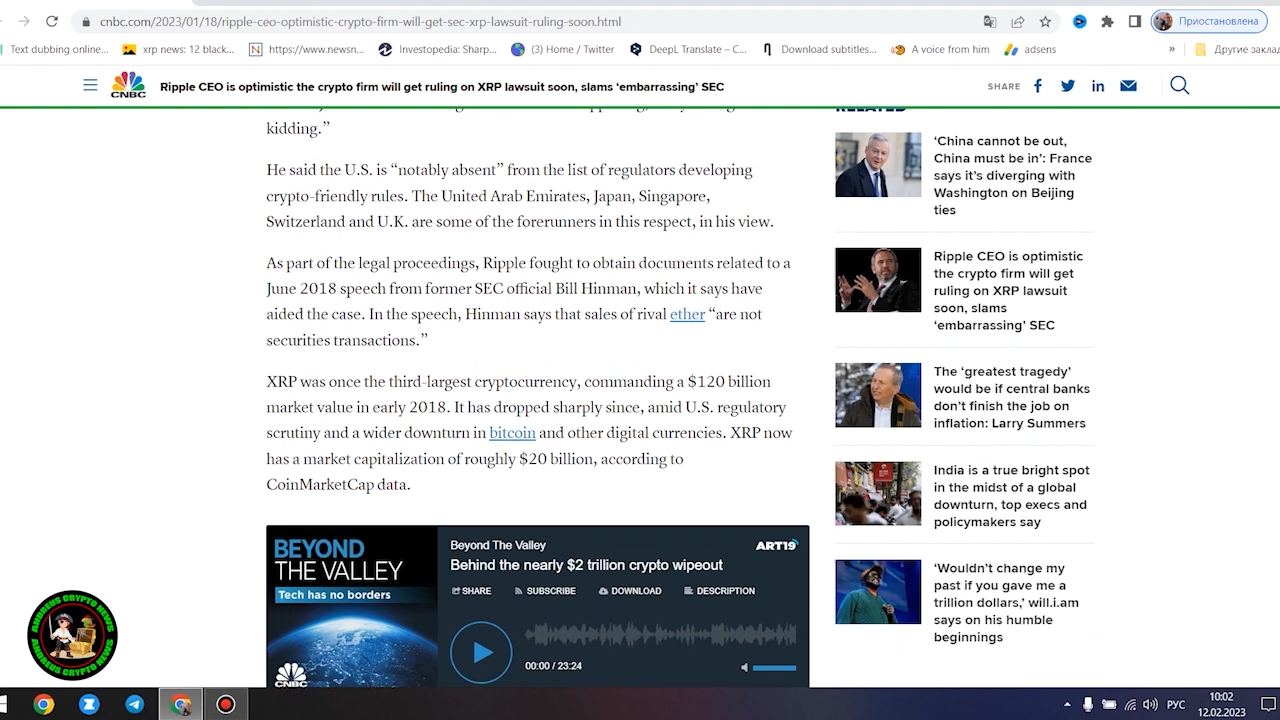 cnbc.com/2023/01/18/ripple-ceo-optimistic-crypto-firm-will-get-sec-xrp-lawsuit-ruling-soon.html
Приостановлена
Text dubbing online...
xrp news: 12 black...
https://www.newsn...
Investopedia: Sharp...
(3) Home / Twitter
DeepL Translate – C...
Download subtitles...
A voice from him
adsens
»
Другие закла
CNBC
Ripple CEO is optimistic the crypto firm will get ruling on XRP lawsuit soon, slams ‘embarrassing’ SEC
SHARE
kidding.”
He said the U.S. is “notably absent” from the list of regulators developing
crypto-friendly rules. The United Arab Emirates, Japan, Singapore,
Switzerland and U.K. are some of the forerunners in this respect, in his view.
As part of the legal proceedings, Ripple fought to obtain documents related to a
June 2018 speech from former SEC official Bill Hinman, which it says have
aided the case. In the speech, Hinman says that sales of rival ether “are not
securities transactions.”
XRP was once the third-largest cryptocurrency, commanding a $120 billion
market value in early 2018. It has dropped sharply since, amid U.S. regulatory
scrutiny and a wider downturn in bitcoin and other digital currencies. XRP now
has a market capitalization of roughly $20 billion, according to
CoinMarketCap data.
BEYOND
THE VALLEY
Tech has no borders
CNBC
Beyond The Valley
ART19
Behind the nearly $2 trillion crypto wipeout
SHARE
SUBSCRIBE
DOWNLOAD
DESCRIPTION
00:00 / 23:24
RELATED
‘China cannot be out,
China must be in’: France
says it’s diverging with
Washington on Beijing
ties
Ripple CEO is optimistic
the crypto firm will get
ruling on XRP lawsuit
soon, slams
‘embarrassing’ SEC
The ‘greatest tragedy’
would be if central banks
don’t finish the job on
inflation: Larry Summers
India is a true bright spot
in the midst of a global
downturn, top execs and
policymakers say
‘Wouldn’t change my
past if you gave me a
trillion dollars,’ will.i.am
says on his humble
beginnings
ANDREUS CRYPTO NEWS
ANDREUS CRYPTO NEWS
РУС
10:02
12.02.2023